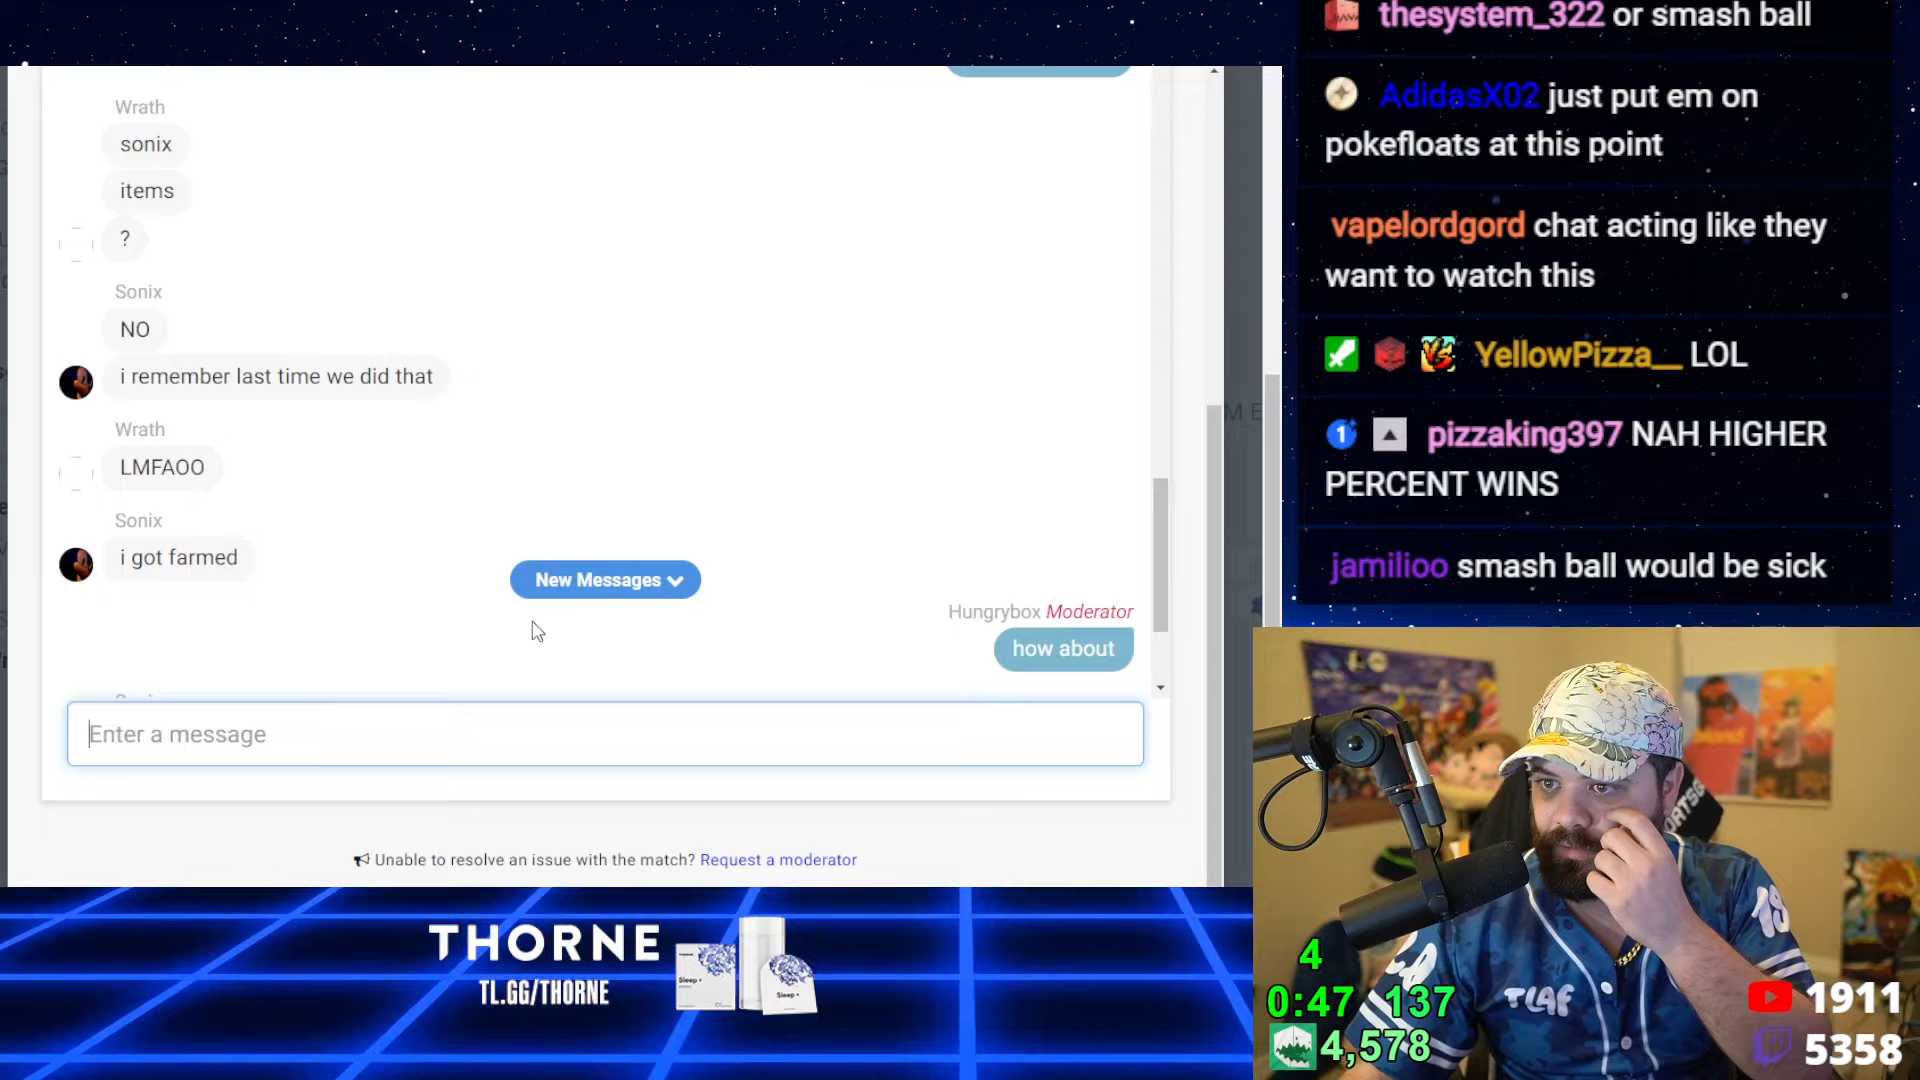 Wrath
sonix
items
?
Sonix
NO
i remember last time we did that
Wrath
LMFAOO
Sonix
i got farmed
New Messages
Hungrybox Moderator
how about
Enter a message
Unable to resolve an issue with the match? Request a moderator
thesystem_322 or smash ball
AdidasX02 just put em on
pokefloats at this point
vapelordgord chat acting like they
want to watch this
YellowPizza__ LOL
pizzaking397 NAH HIGHER
PERCENT WINS
jamilioo smash ball would be sick
THORNE
TL.GG/THORNE
Sleep+
Sleep+
4
0:47 137
4,578
1911
5358
TLAF